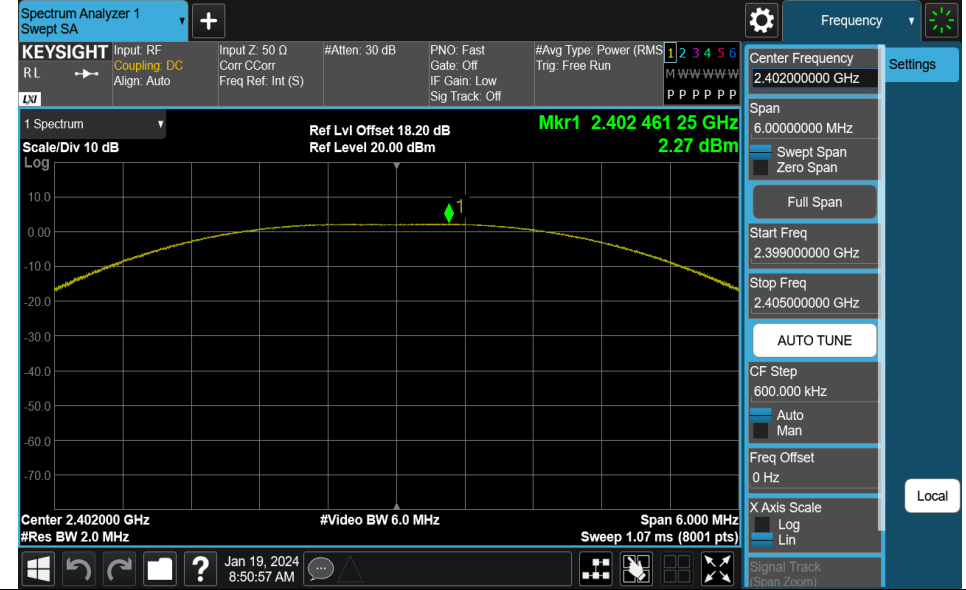 Spectrum Analyzer 1
Swept SA
Frequency
KEYSIGHT
R L
LXI
Input: RF
Coupling: DC
Align: Auto
Input Z: 50 Ω
Corr CCorr
Freq Ref: Int (S)
#Atten: 30 dB
PNO: Fast
Gate: Off
IF Gain: Low
Sig Track: Off
#Avg Type: Power (RMS
Trig: Free Run
1 2 3 4 5 6
M W W W W W
P P P P P P
1 Spectrum
Scale/Div 10 dB
Log
Ref Lvl Offset 18.20 dB
Ref Level 20.00 dBm
Mkr1 2.402 461 25 GHz
2.27 dBm
1
10.0
0.00
-10.0
-20.0
-30.0
-40.0
-50.0
-60.0
-70.0
Center 2.402000 GHz
#Res BW 2.0 MHz
#Video BW 6.0 MHz
Span 6.000 MHz
Sweep 1.07 ms (8001 pts)
Jan 19, 2024
8:50:57 AM
Center Frequency
2.402000000 GHz
Span
6.00000000 MHz
Swept Span
Zero Span
Full Span
Start Freq
2.399000000 GHz
Stop Freq
2.405000000 GHz
AUTO TUNE
CF Step
600.000 kHz
Auto
Man
Freq Offset
0 Hz
X Axis Scale
Log
Lin
Signal Track
(Span Zoom)
Settings
Local